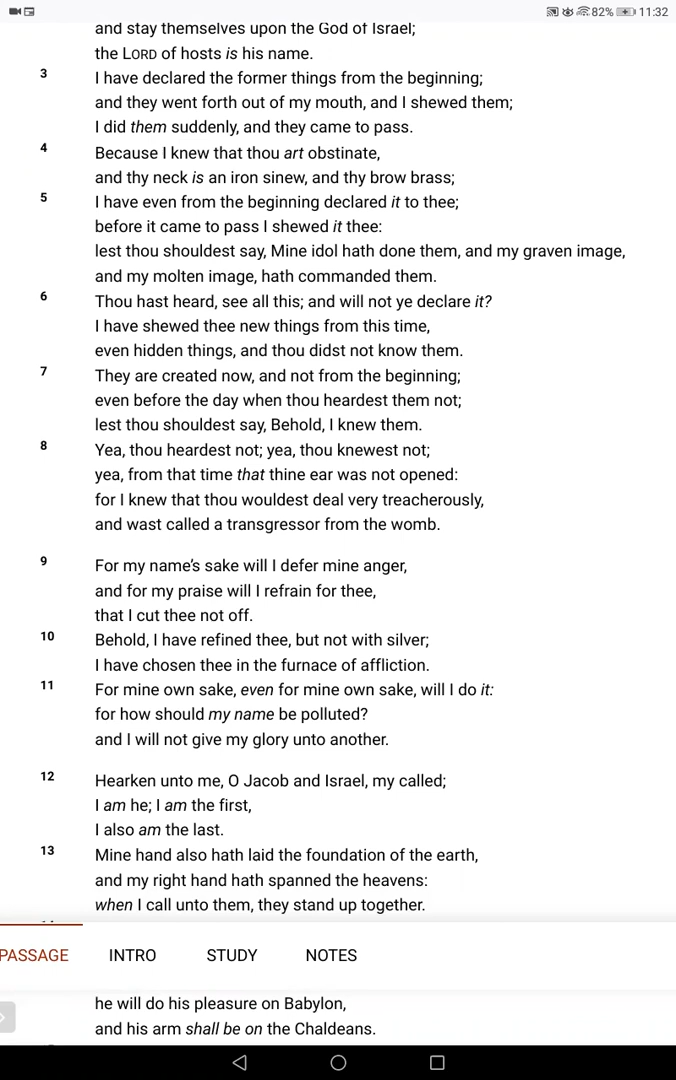 82% 11:32
and stay themselves upon the God of Israel;
the LORD of hosts is his name.
3 I have declared the former things from the beginning;
and they went forth out of my mouth, and I shewed them;
I did them suddenly, and they came to pass.
4 Because I knew that thou art obstinate,
and thy neck is an iron sinew, and thy brow brass;
5 I have even from the beginning declared it to thee;
before it came to pass I shewed it thee:
lest thou shouldest say, Mine idol hath done them, and my graven image,
and my molten image, hath commanded them.
6 Thou hast heard, see all this; and will not ye declare it?
I have shewed thee new things from this time,
even hidden things, and thou didst not know them.
7 They are created now, and not from the beginning;
even before the day when thou heardest them not;
lest thou shouldest say, Behold, I knew them.
8 Yea, thou heardest not; yea, thou knewest not;
yea, from that time that thine ear was not opened:
for I knew that thou wouldest deal very treacherously,
and wast called a transgressor from the womb.
9 For my name's sake will I defer mine anger,
and for my praise will I refrain for thee,
that I cut thee not off.
10 Behold, I have refined thee, but not with silver;
I have chosen thee in the furnace of affliction.
11 For mine own sake, even for mine own sake, will I do it:
for how should my name be polluted?
and I will not give my glory unto another.
12 Hearken unto me, O Jacob and Israel, my called;
I am he; I am the first,
I also am the last.
13 Mine hand also hath laid the foundation of the earth,
and my right hand hath spanned the heavens:
when I call unto them, they stand up together.
PASSAGE INTRO STUDY NOTES
he will do his pleasure on Babylon,
and his arm shall be on the Chaldeans.